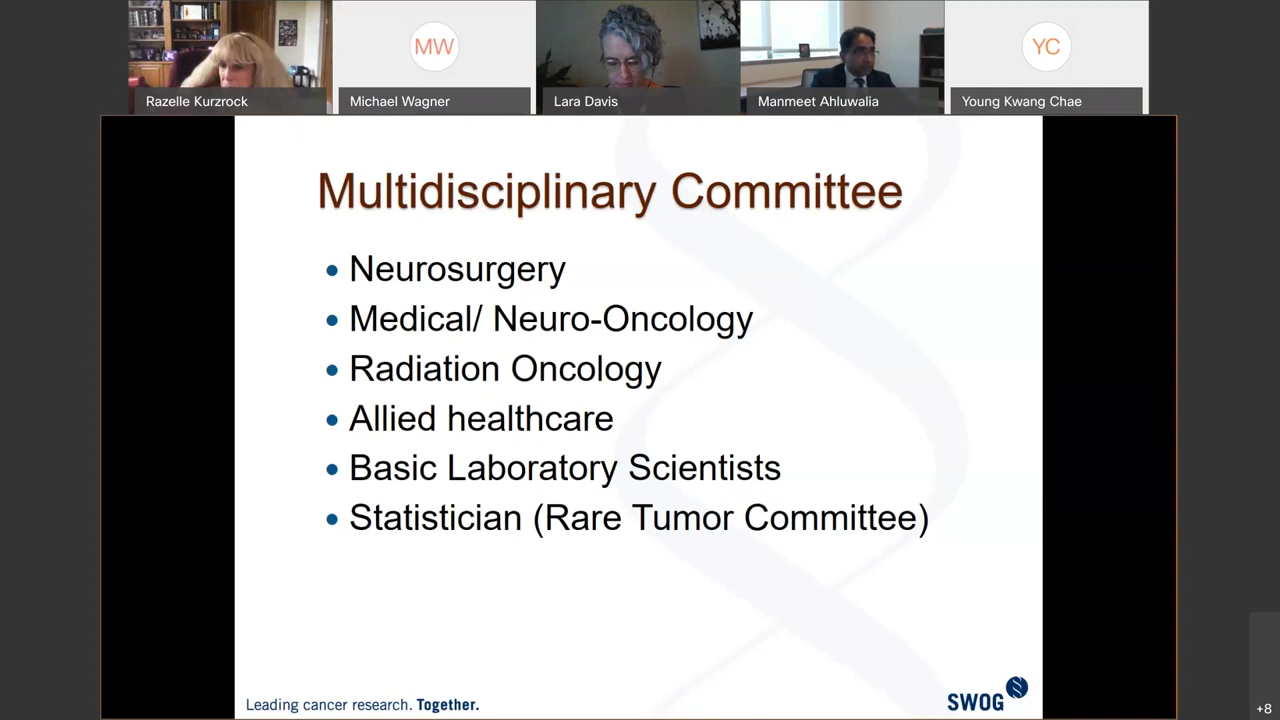 MW
YC
Razelle Kurzrock
Michael Wagner
Lara Davis
Manmeet Ahluwalia
Young Kwang Chae
Multidisciplinary Committee
• Neurosurgery
• Medical/ Neuro-Oncology
• Radiation Oncology
• Allied healthcare
• Basic Laboratory Scientists
• Statistician (Rare Tumor Committee)
Leading cancer research. Together.
SWOG
+8